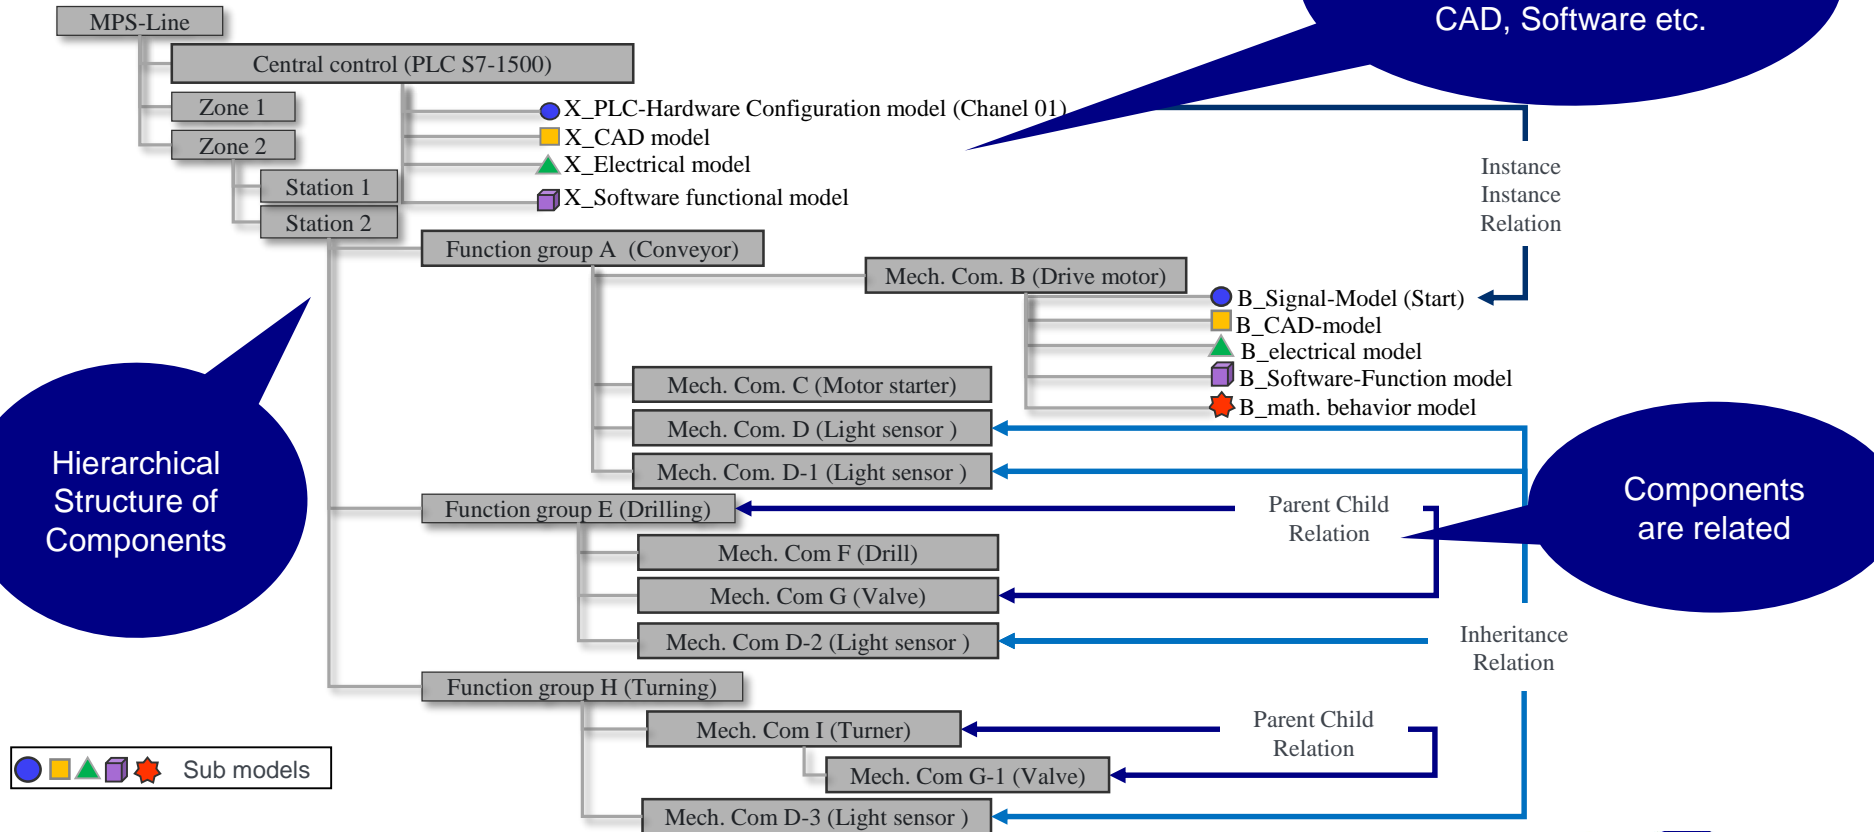 CAD, Software etc.
MPS-Line
Central control (PLC S7-1500)
Zone 1
X_PLC-Hardware Configuration model (Chanel 01)
X_CAD model
Zone 2
X_Electrical model
Station 1
X_Software functional model
Station 2
Instance
Instance
Relation
Function group A  (Conveyor)
Mech. Com. B (Drive motor)
B_Signal-Model (Start)
B_CAD-model
B_electrical model
B_Software-Function model
B_math. behavior model
Mech. Com. C (Motor starter)
Mech. Com. D (Light sensor )
Mech. Com. D-1 (Light sensor )
Hierarchical
Structure of
Components
Function group E (Drilling)
Parent Child
Relation
Components
are related
Mech. Com F (Drill)
Mech. Com G (Valve)
Mech. Com D-2 (Light sensor )
Inheritance
Relation
Function group H (Turning)
Mech. Com I (Turner)
Parent Child
Relation
Mech. Com G-1 (Valve)
Mech. Com D-3 (Light sensor )
Sub models